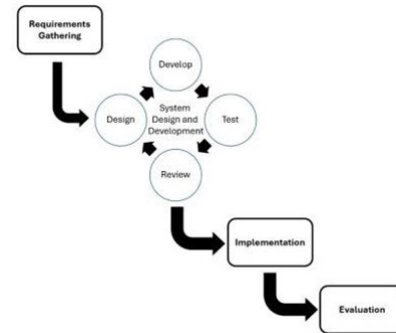 Requirements
Gathering
Develop
Design
System
Design and
Development
Test
Review
Implementation
Evaluation